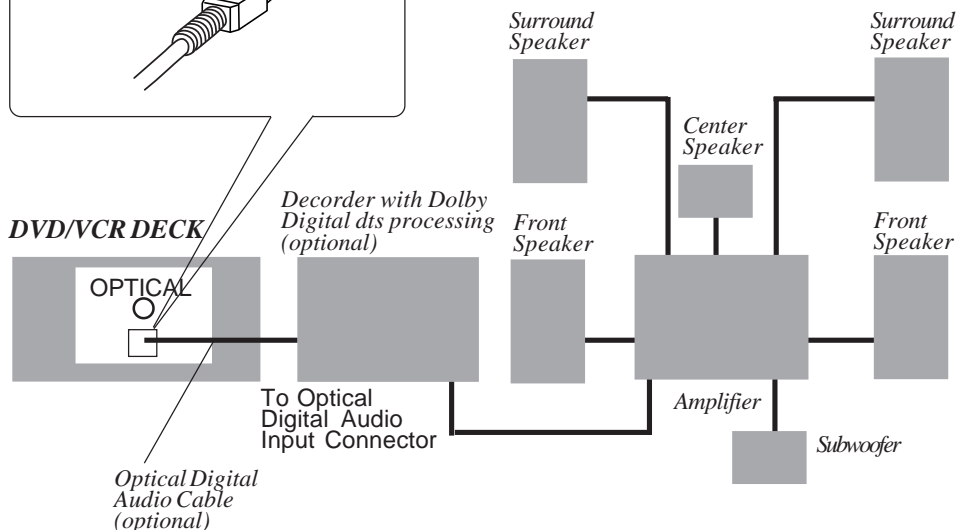 Surround
Speaker
Surround
Speaker
Center
Speaker
DVD/VCR DECK
Decorder with Dolby
Digital dts processing
(optional)
Front
Speaker
Front
Speaker
OPTICAL
To Optical
Digital Audio
Input Connector
Amplifier
Subwoofer
Optical Digital
Audio Cable
(optional)